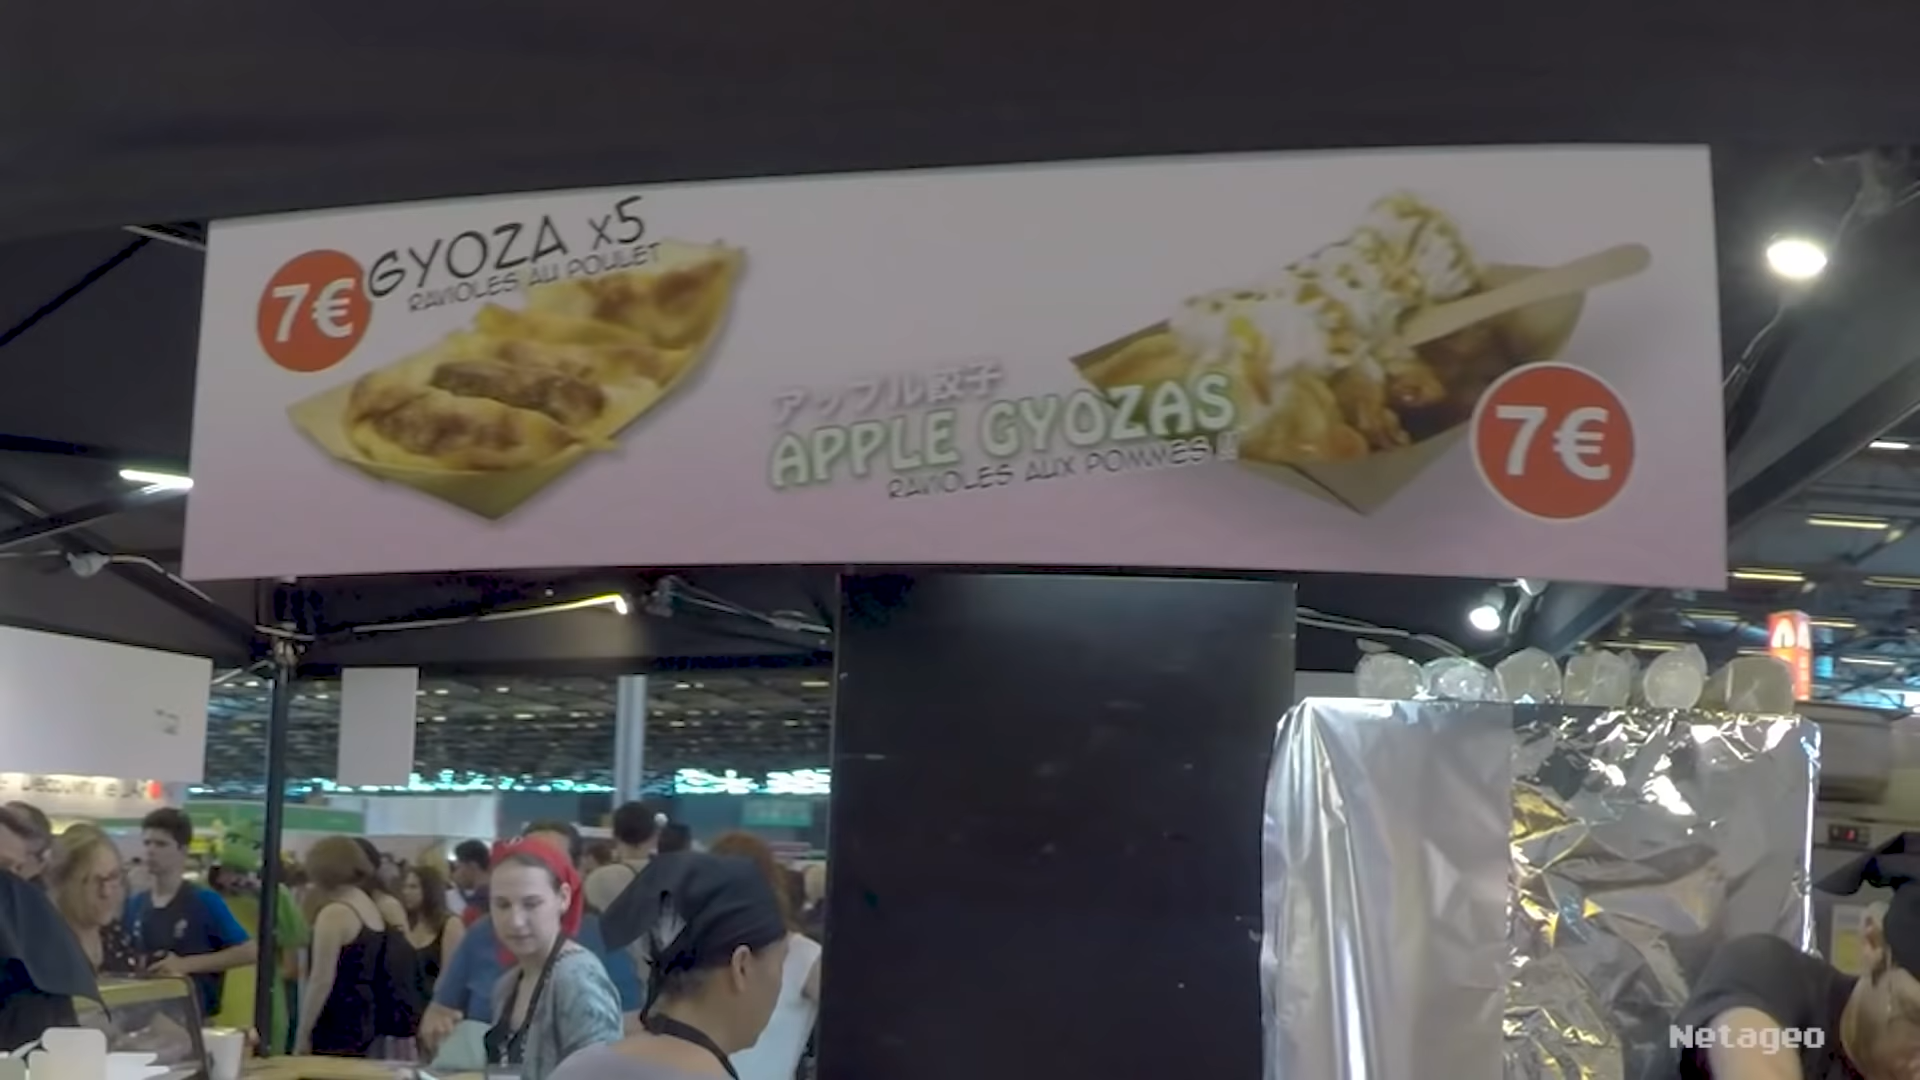 7€
GYOZA x5
RAVIOLES AU POULET
アップル餃子
APPLE GYOZAS
RAVIOLES AUX POMMES !!
7€
Netageo